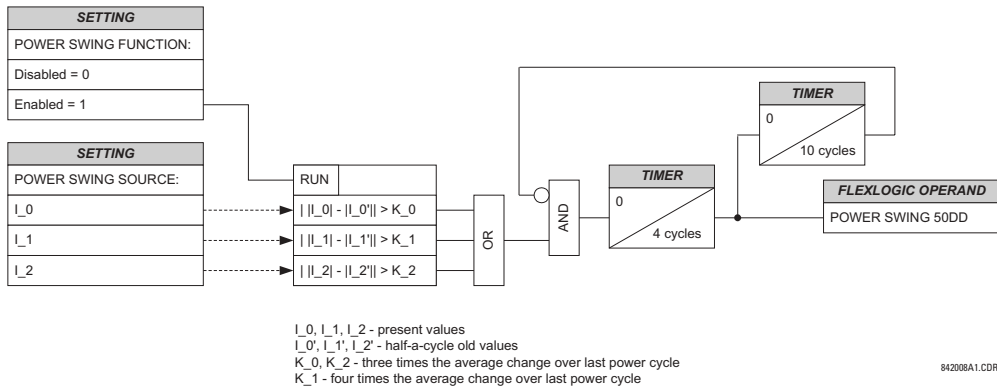 SETTING
POWER SWING FUNCTION:
Disabled = 0
Enabled = 1
SETTING
POWER SWING SOURCE:
I_0
I_1
I_2
RUN
| |I_0| - |I_0'|| > K_0
| |I_1| - |I_1'|| > K_1
| |I_2| - |I_2'|| > K_2
OR
AND
TIMER
0
4 cycles
TIMER
0
10 cycles
FLEXLOGIC OPERAND
POWER SWING 50DD
I_0, I_1, I_2 - present values
I_0', I_1', I_2' - half-a-cycle old values
K_0, K_2 - three times the average change over last power cycle
K_1 - four times the average change over last power cycle
842008A1.CDR